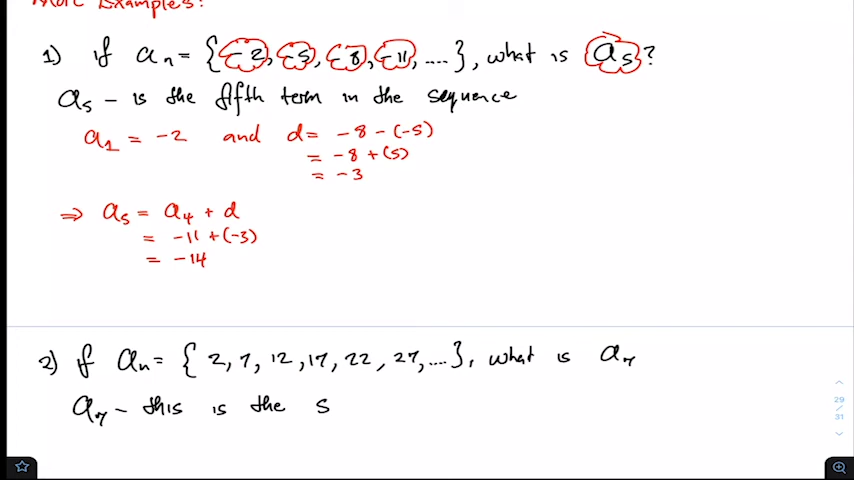 More Examples:
1) if aₙ = { -2, -5, -8, -11, .... }, what is a₅?
a₅ - is the fifth term in the sequence
a₁ = -2 and d = -8 - (-5)
= -8 + (5)
= -3
⇒ a₅ = a₄ + d
= -11 + (-3)
= -14
2) if aₙ = { 2, 7, 12, 17, 22, 27, .... }, what is a₇
a₇ - this is the s
29
/
31